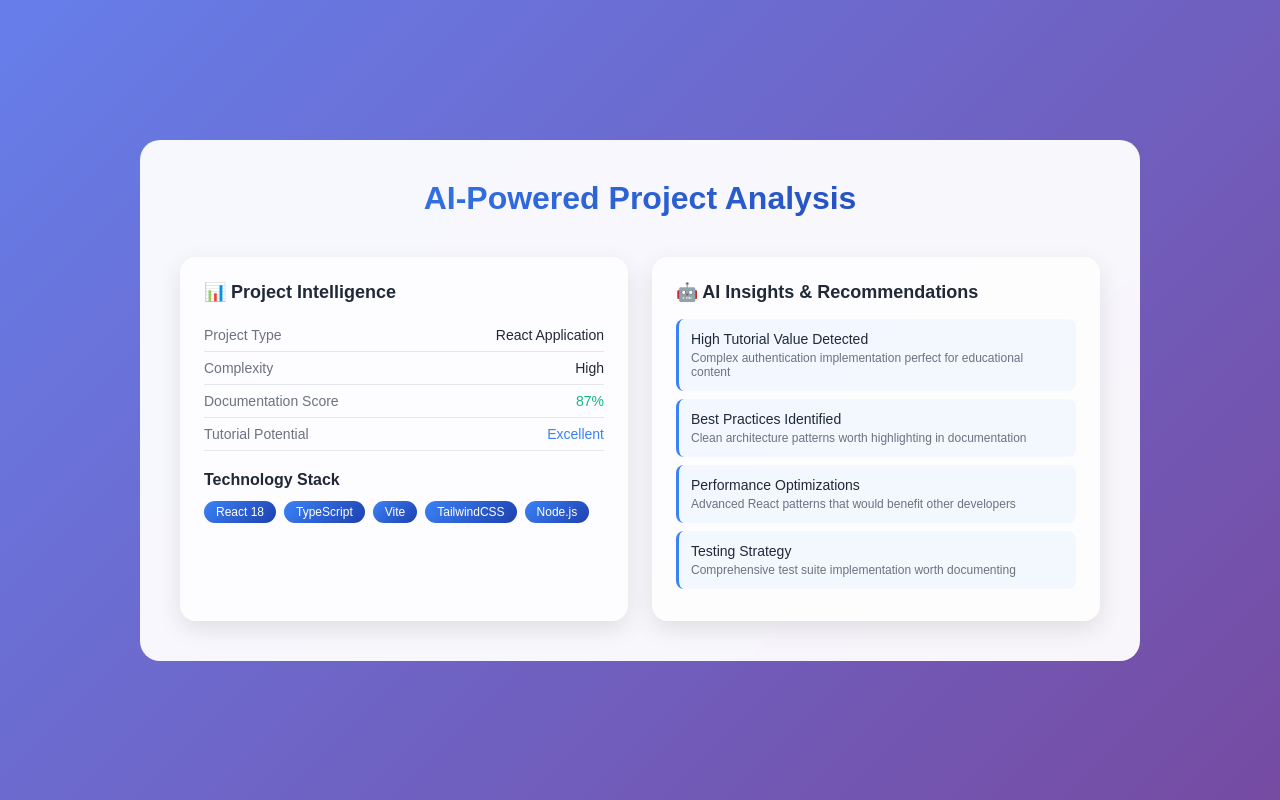 AI-Powered Project Analysis
📊 Project Intelligence
Project Type React Application
Complexity High
Documentation Score 87%
Tutorial Potential Excellent
Technology Stack
React 18 TypeScript Vite TailwindCSS Node.js
🤖 AI Insights & Recommendations
High Tutorial Value Detected
Complex authentication implementation perfect for educational
content
Best Practices Identified
Clean architecture patterns worth highlighting in documentation
Performance Optimizations
Advanced React patterns that would benefit other developers
Testing Strategy
Comprehensive test suite implementation worth documenting